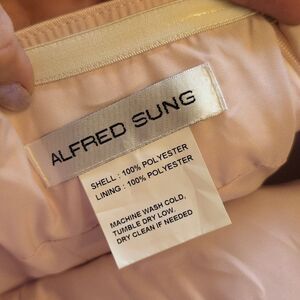 ALFRED SUNG
SHELL : 100% POLYESTER
LINING : 100% POLYESTER
MACHINE WASH COLD,
TUMBLE DRY LOW.
DRY CLEAN IF NEEDED